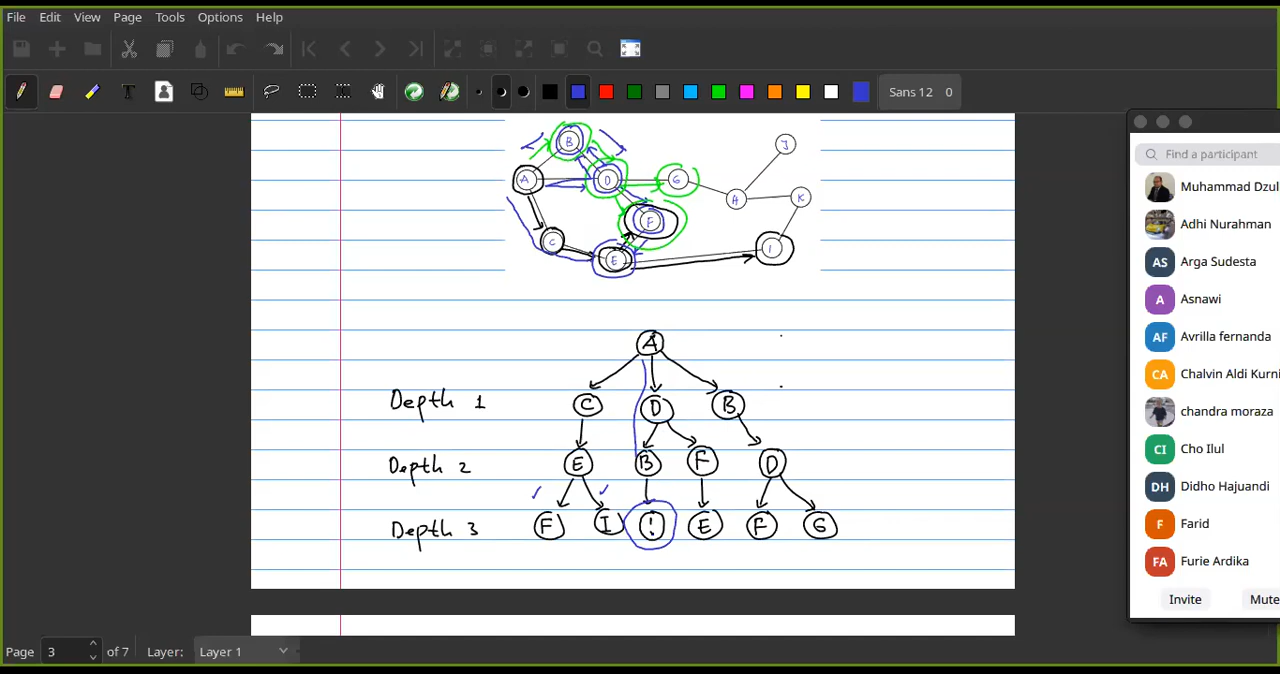 File Edit View Page Tools Options Help
Sans 12 0
B
J
A
D
G
H
K
F
C
E
I
A
Depth 1
C D B
Depth 2
E B F D
Depth 3
F I ! E F G
Page 3 of 7 Layer: Layer 1
Find a participant
Muhammad Dzul
Adhi Nurahman
AS Arga Sudesta
A Asnawi
AF Avrilla fernanda
CA Chalvin Aldi Kurni
chandra moraza
CI Cho Ilul
DH Didho Hajuandi
F Farid
FA Furie Ardika
Invite Mute